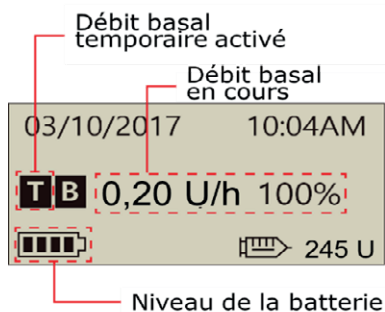 Débit basal
temporaire activé
Débit basal
en cours
03/10/2017 10:04AM
T B 0,20 U/h 100%
245 U
Niveau de la batterie